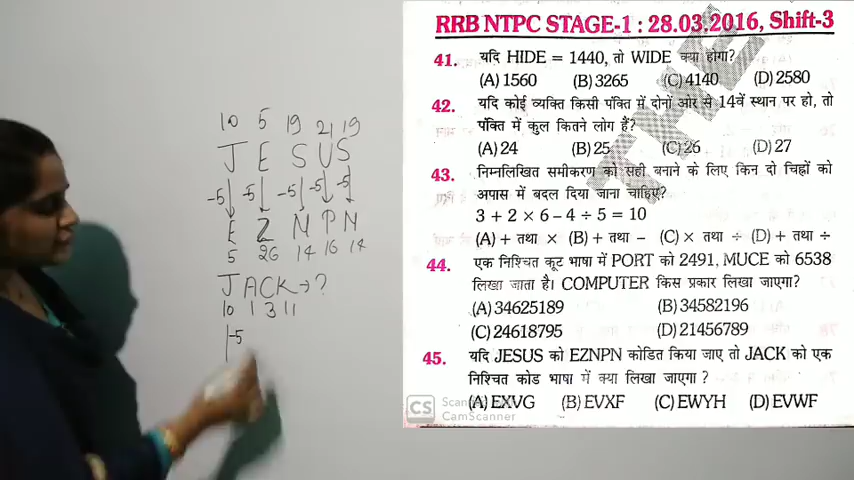 10 5 19 21 19
J E S U S
-5 -5 -5 -5 -5
E Z N P N
5 26 14 16 14
JACK → ?
10 1 3 11
-5
RRB NTPC STAGE-1 : 28.03.2016, Shift-3
41. यदि HIDE = 1440, तो WIDE क्या होगा?
(A) 1560 (B) 3265 (C) 4140 (D) 2580
42. यदि कोई व्यक्ति किसी पंक्ति में दोनों ओर से 14वें स्थान पर हो, तो
पंक्ति में कुल कितने लोग हैं?
(A) 24 (B) 25 (C) 26 (D) 27
43. निम्नलिखित समीकरण को सही बनाने के लिए किन दो चिह्नों को
अपास में बदल दिया जाना चाहिए?
3 + 2 × 6 – 4 ÷ 5 = 10
(A) + तथा × (B) + तथा – (C) × तथा ÷ (D) + तथा ÷
44. एक निश्चित कूट भाषा में PORT को 2491, MUCE को 6538
लिखा जाता है। COMPUTER किस प्रकार लिखा जाएगा?
(A) 34625189 (B) 34582196
(C) 24618795 (D) 21456789
45. यदि JESUS को EZNPN कोडित किया जाए तो JACK को एक
निश्चित कोड भाषा में क्या लिखा जाएगा ?
(A) EXVG (B) EVXF (C) EWYH (D) EVWF
THE
CS CamScanner